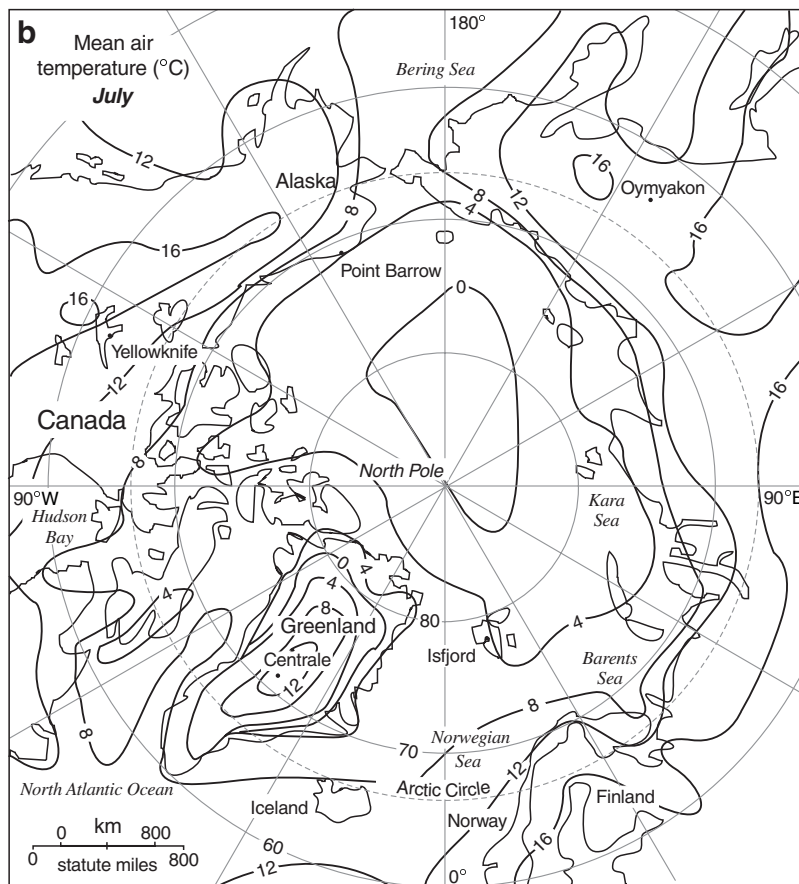 b
Mean air
temperature (°C)
July
180°
Bering Sea
12
Alaska
8
8
4
12
16
Oymyakon
16
16
Point Barrow
0
16
Yellowknife
12
16
Canada
8
North Pole
90°W
90°E
Hudson
Bay
Kara
Sea
0
4
4
4
8
Greenland
80
4
Isfjord
Centrale
12
Barents
Sea
8
8
Norwegian
Sea
70
12
North Atlantic Ocean
Arctic Circle
Iceland
Finland
Norway
16
0 km 800
0 statute miles 800
60
12
0°